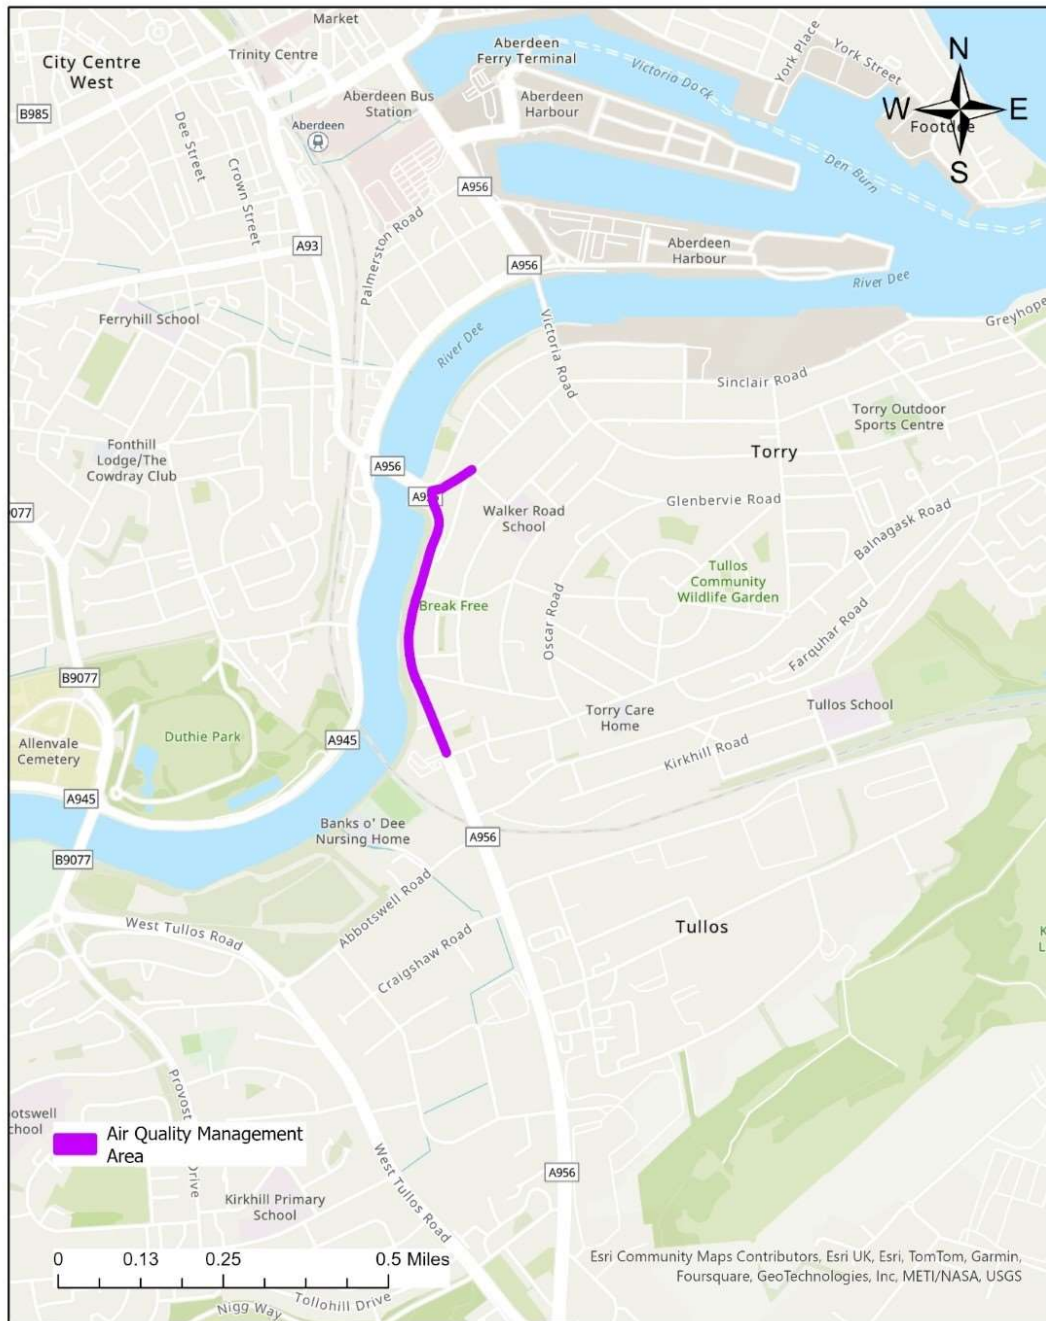 Market
Trinity Centre
City Centre
West
B985
Dee Street
Crown Street
Aberdeen
Aberdeen Bus
Station
Aberdeen
Ferry Terminal
Aberdeen
Harbour
Victoria Dock
York Place
York Street
N
W
E
S
Footdee
Den Burn
A956
A93
Palmerston Road
A956
Aberdeen
Harbour
River Dee
Greyhope
Ferryhill School
River Dee
Victoria Road
Sinclair Road
Torry Outdoor
Sports Centre
Fonthill
Lodge/The
Cowdray Club
A956
Torry
Walker Road
School
Glenbervie Road
Balnagask Road
Tullos
Community
Wildlife Garden
Break Free
Oscar Road
Farquhar Road
B9077
Torry Care
Home
Tullos School
Allenvale
Cemetery
Duthie Park
A945
Kirkhill Road
A945
Banks o' Dee
Nursing Home
A956
B9077
West Tullos Road
Abbotswell Road
Craigshaw Road
Tullos
Provost
Drive
Air Quality Management
Area
West Tullos Road
A956
Kirkhill Primary
School
0 0.13 0.25 0.5 Miles
Tollohill Drive
Nigg Way
Esri Community Maps Contributors, Esri UK, Esri, TomTom, Garmin,
Foursquare, GeoTechnologies, Inc, METI/NASA, USGS